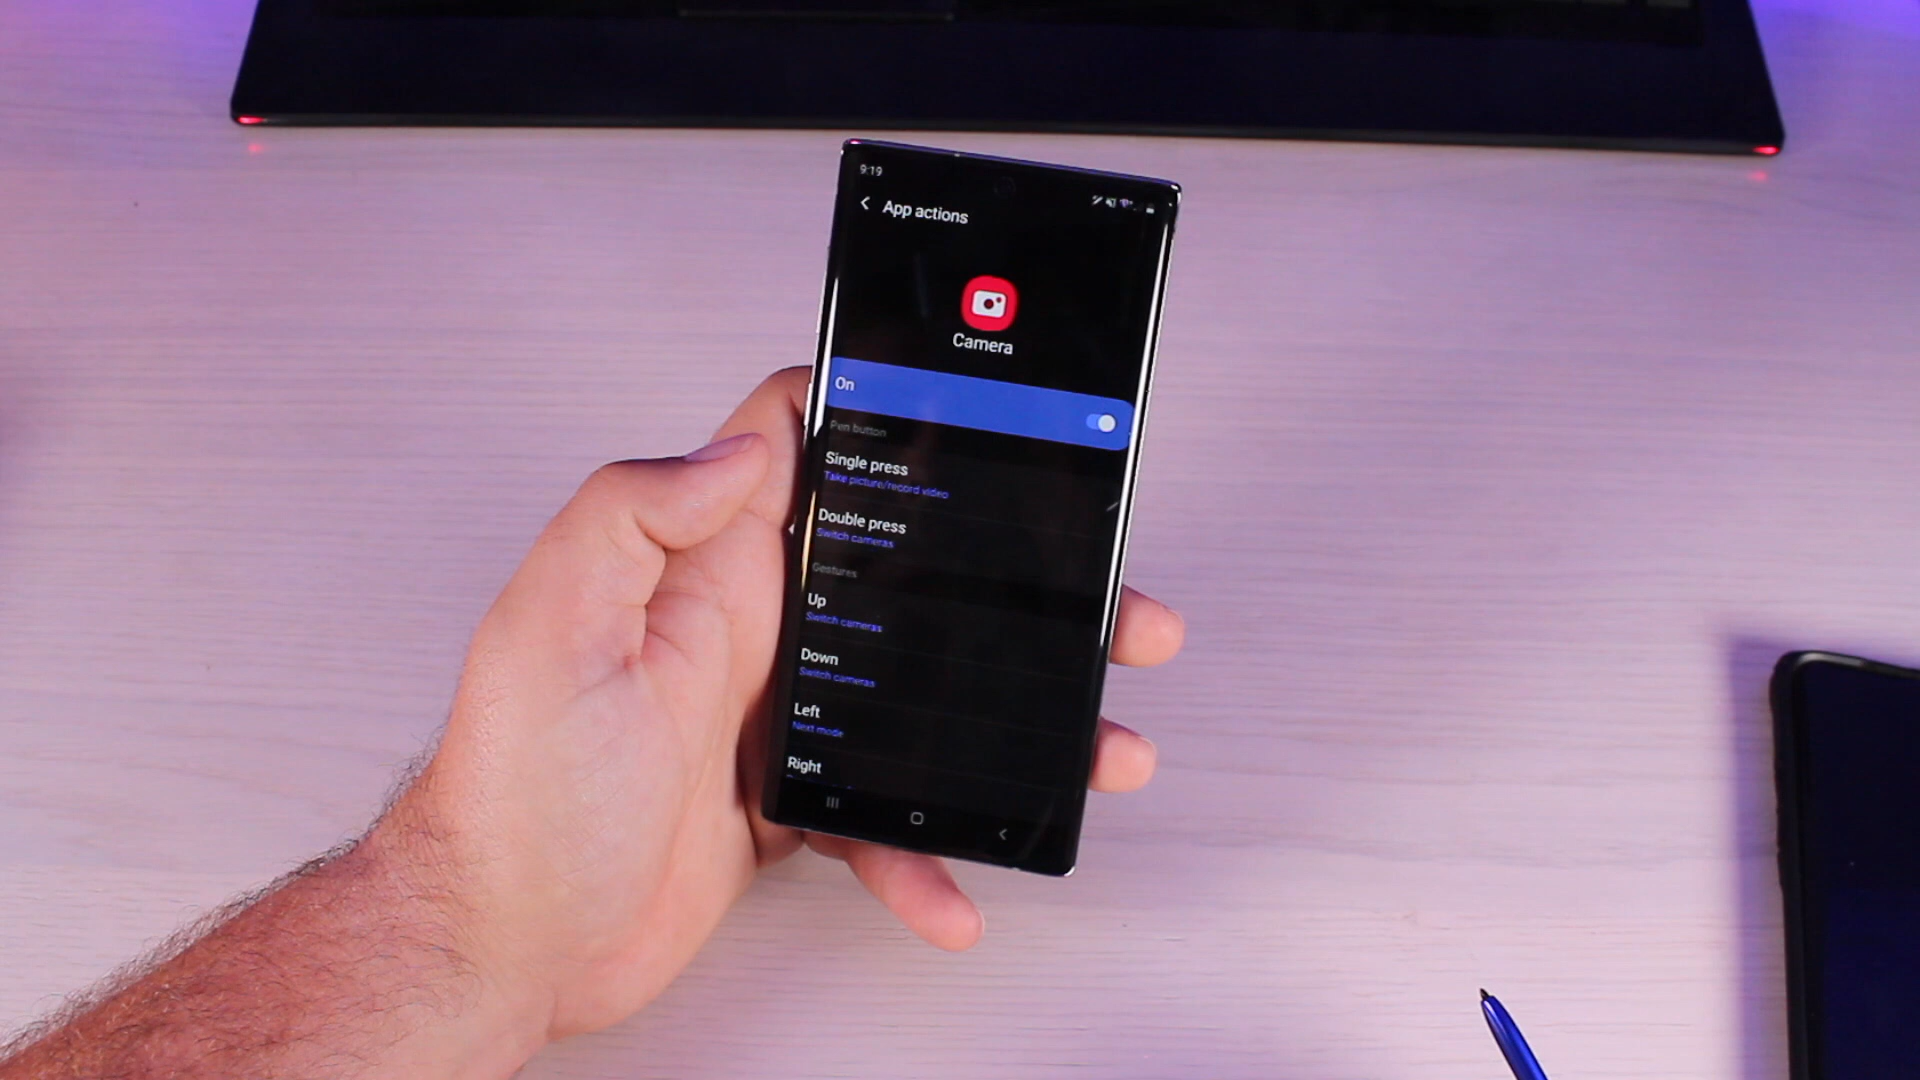 9:19
App actions
Camera
On
Pen button
Single press
Take picture/record video
Double press
Switch cameras
Gestures
Up
Switch cameras
Down
Switch cameras
Left
Next mode
Right